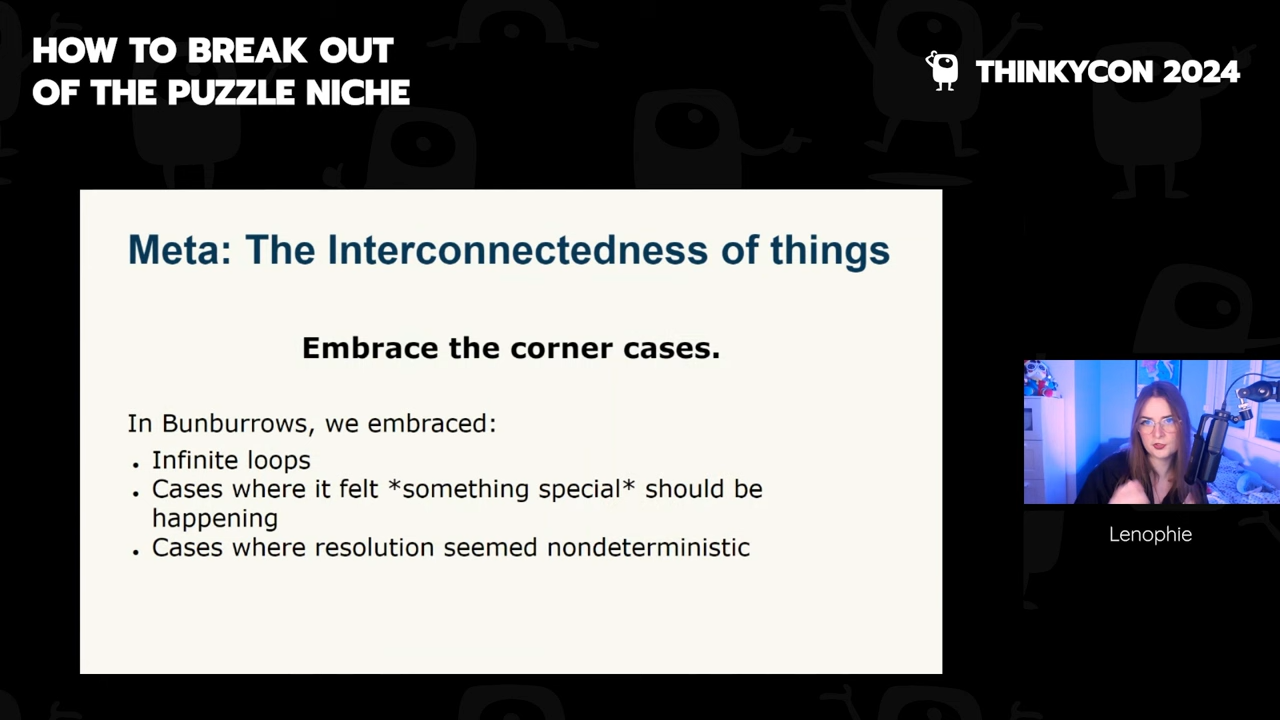 HOW TO BREAK OUT
OF THE PUZZLE NICHE
THINKYCON 2024
Meta: The Interconnectedness of things
Embrace the corner cases.
In Bunburrows, we embraced:
• Infinite loops
• Cases where it felt *something special* should be
happening
• Cases where resolution seemed nondeterministic
Lenophie